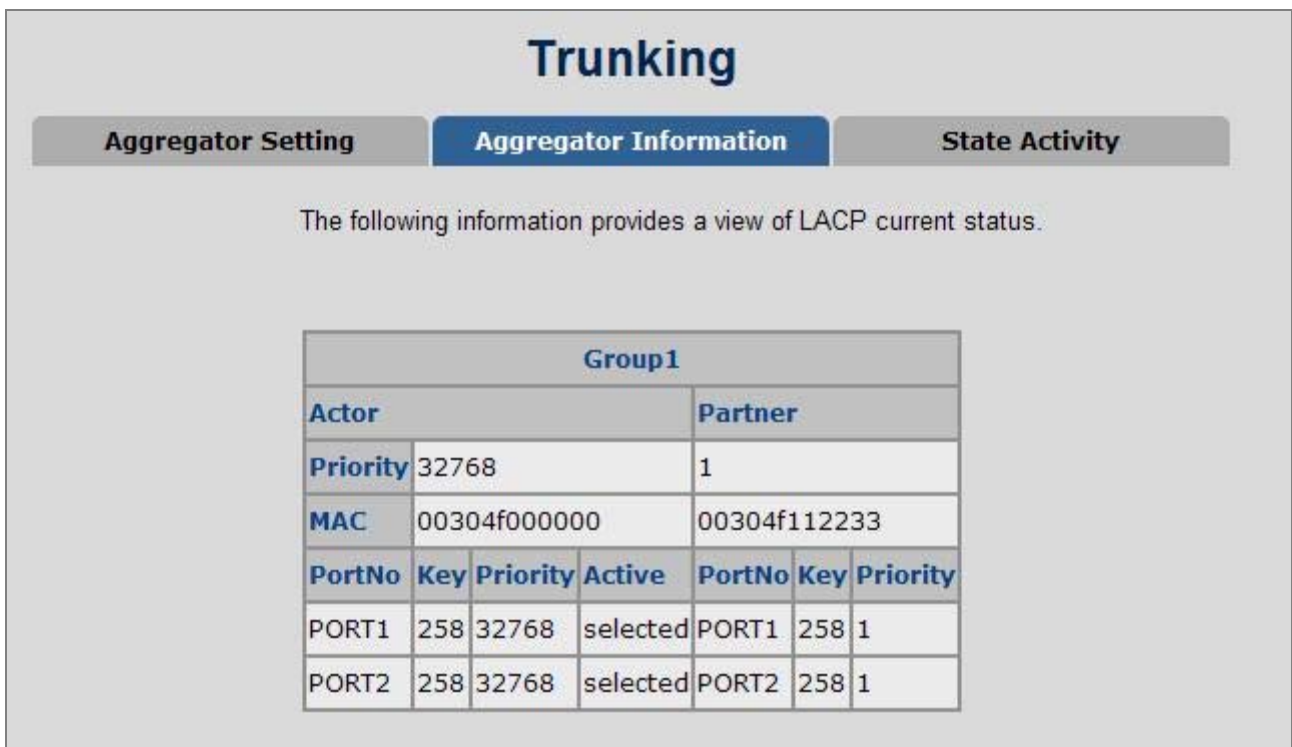 Trunking
Aggregator Setting Aggregator Information State Activity
The following information provides a view of LACP current status.
Group1
Actor Partner
Priority 32768 1
MAC 00304f000000 00304f112233
PortNo Key Priority Active PortNo Key Priority
PORT1 258 32768 selected PORT1 258 1
PORT2 258 32768 selected PORT2 258 1